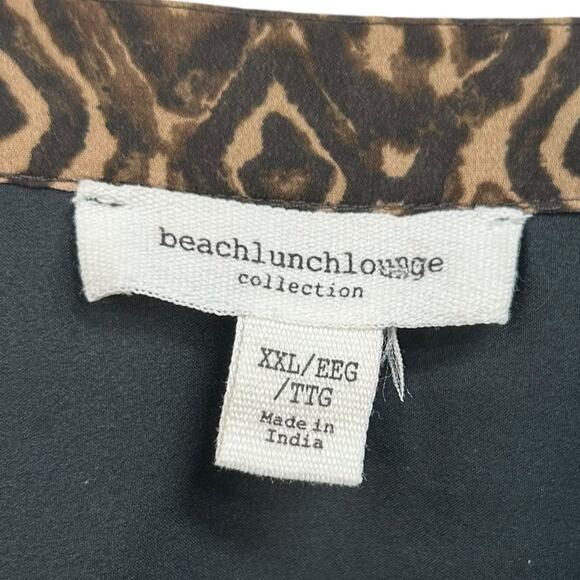 beachlunchlounge
collection
XXL/EEG
/TTG
Made in
India